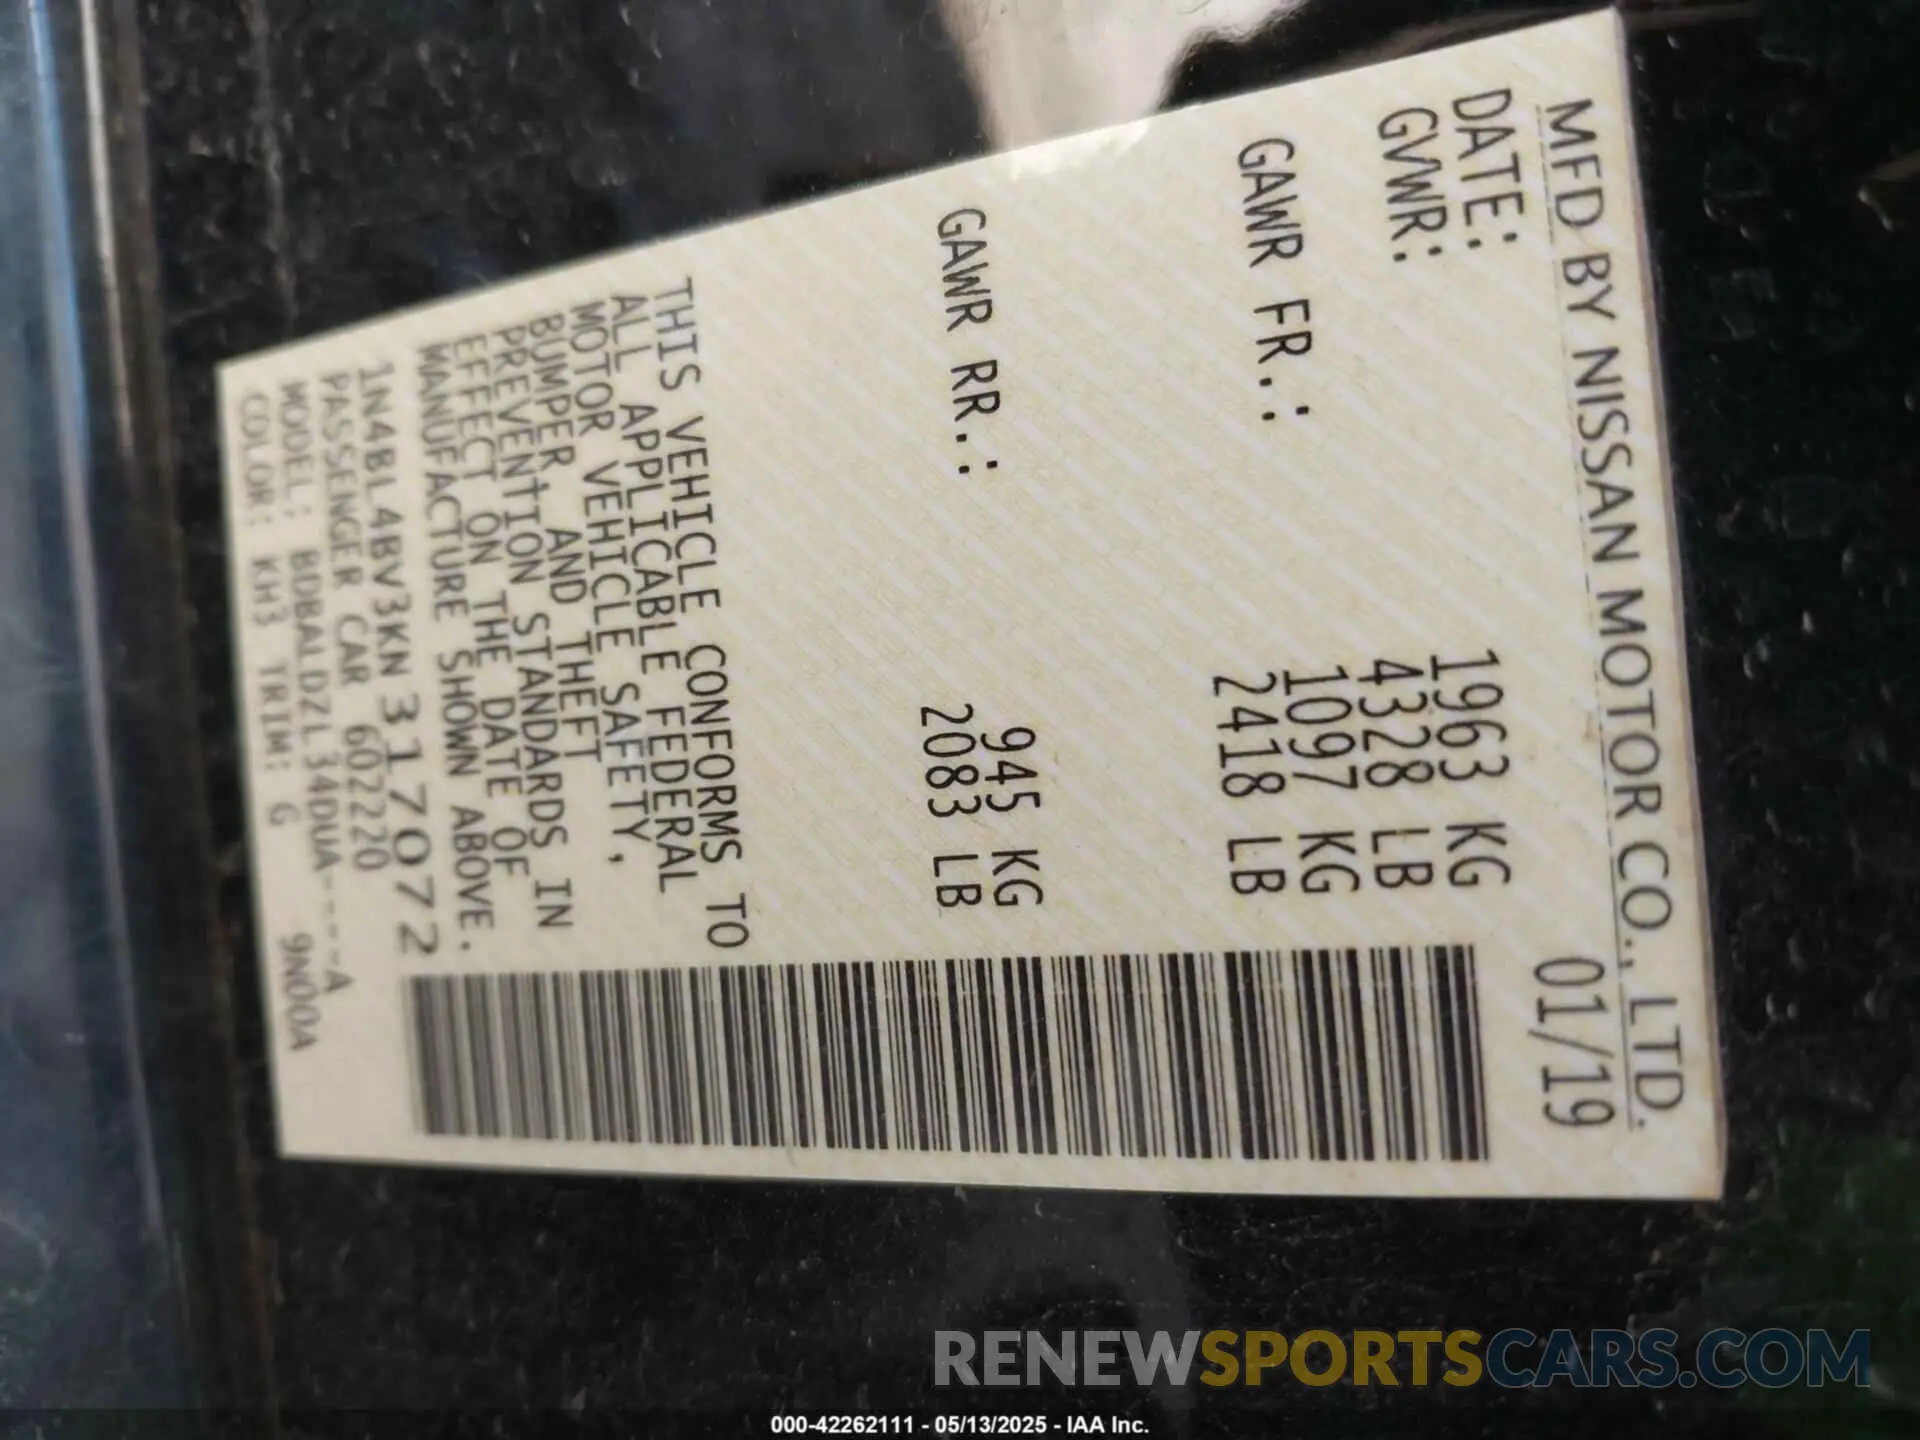 MFD BY NISSAN MOTOR CO., LTD.
DATE: 01/19
GVWR: 1963 KG
4328 LB
GAWR FR.: 1097 KG
2418 LB
GAWR RR.: 945 KG
2083 LB
THIS VEHICLE CONFORMS TO
ALL APPLICABLE FEDERAL
MOTOR VEHICLE SAFETY,
BUMPER, AND THEFT
PREVENTION STANDARDS IN
EFFECT ON THE DATE OF
MANUFACTURE SHOWN ABOVE.
1N4BL4BV3KN317072
PASSENGER CAR 602220
MODEL: BDBALDZL34DUA----A
COLOR: KH3 TRIM: G 9N00A
RENEWSPORTSCARS.COM
000-42262111 - 05/13/2025 - IAA Inc.